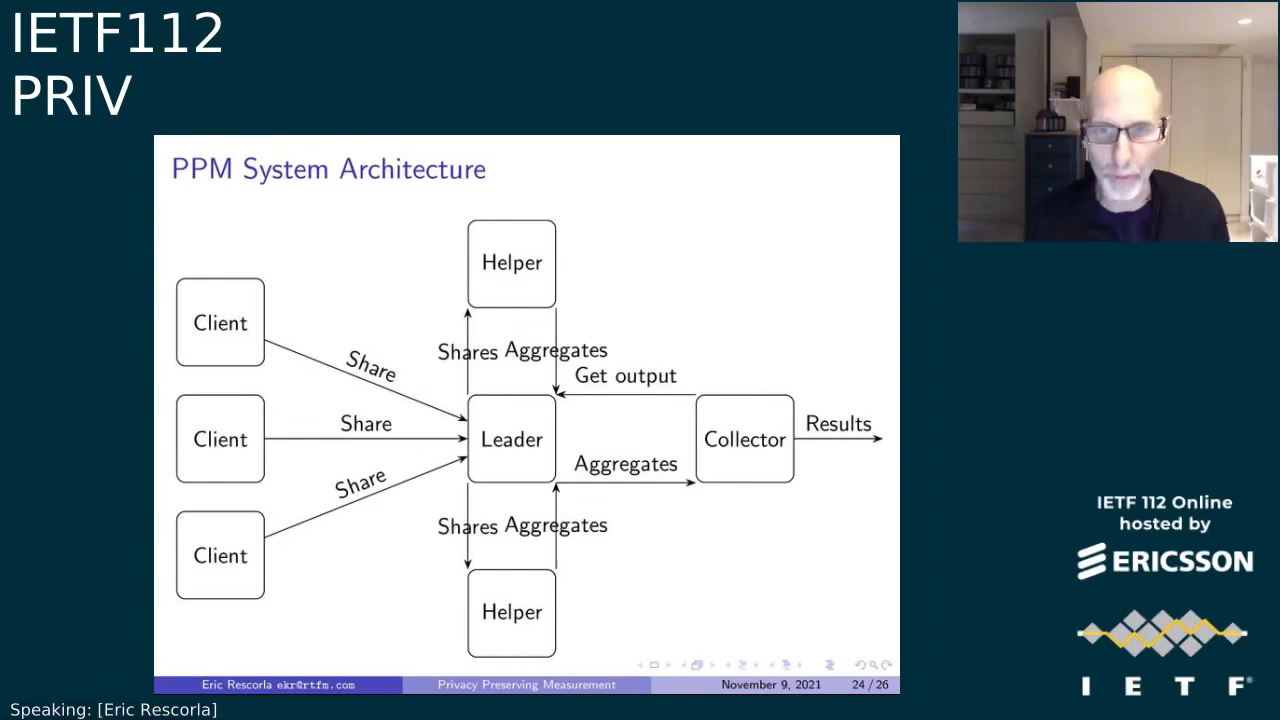 IETF112
PRIV
PPM System Architecture
Helper
Client
Share
Shares Aggregates
Get output
Client
Share
Leader
Collector
Results
Share
Aggregates
Shares Aggregates
Client
Helper
Eric Rescorla ekr@rtfm.com
Privacy Preserving Measurement
November 9, 2021
24 / 26
IETF 112 Online
hosted by
ERICSSON
I E T F®
Speaking: [Eric Rescorla]